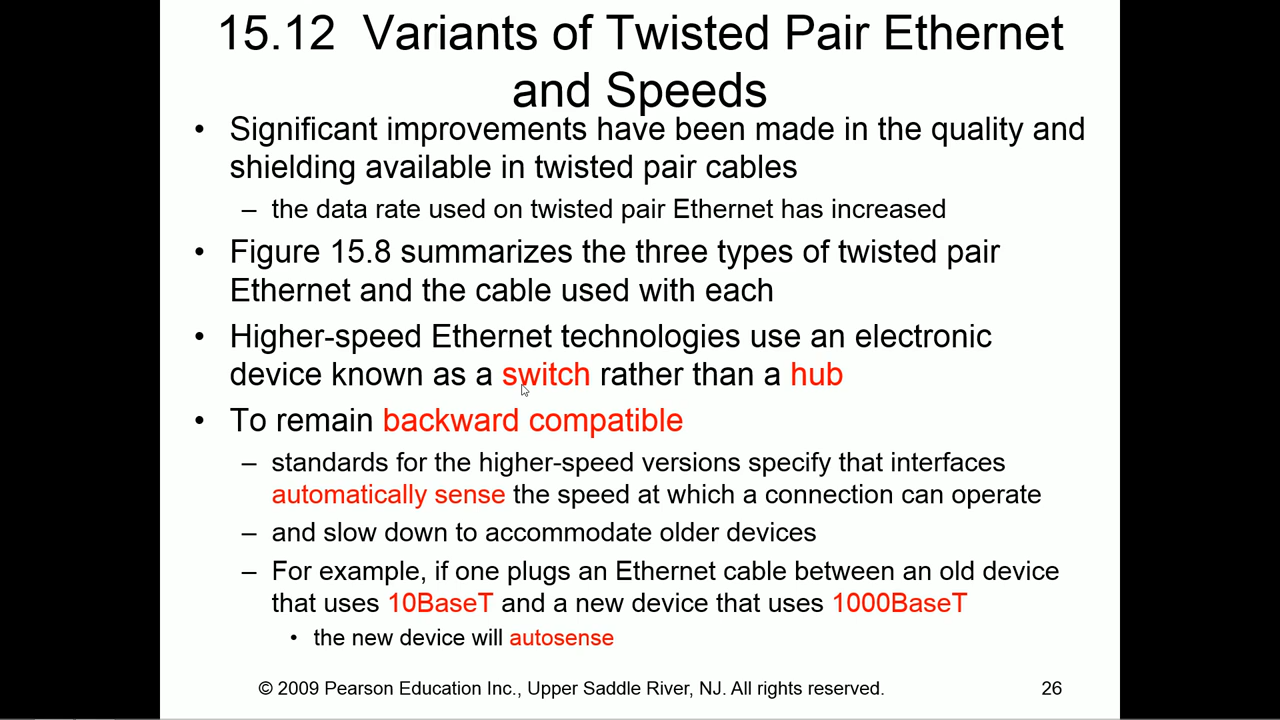 15.12 Variants of Twisted Pair Ethernet
and Speeds
• Significant improvements have been made in the quality and
shielding available in twisted pair cables
– the data rate used on twisted pair Ethernet has increased
• Figure 15.8 summarizes the three types of twisted pair
Ethernet and the cable used with each
• Higher-speed Ethernet technologies use an electronic
device known as a switch rather than a hub
• To remain backward compatible
– standards for the higher-speed versions specify that interfaces
automatically sense the speed at which a connection can operate
– and slow down to accommodate older devices
– For example, if one plugs an Ethernet cable between an old device
that uses 10BaseT and a new device that uses 1000BaseT
• the new device will autosense
© 2009 Pearson Education Inc., Upper Saddle River, NJ. All rights reserved.
26